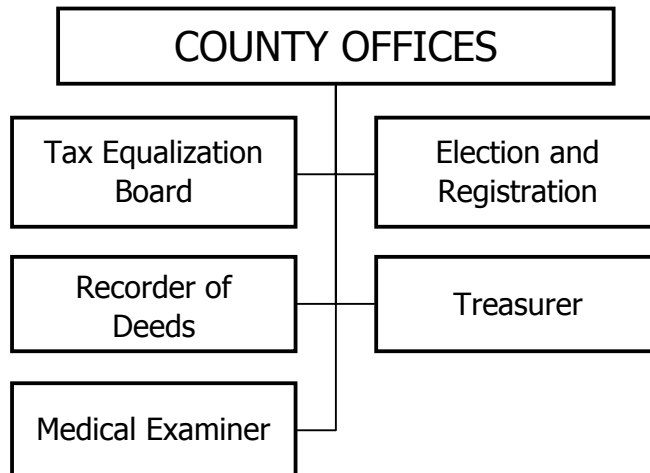 COUNTY OFFICES
Tax Equalization
Board
Election and
Registration
Recorder of
Deeds
Treasurer
Medical Examiner